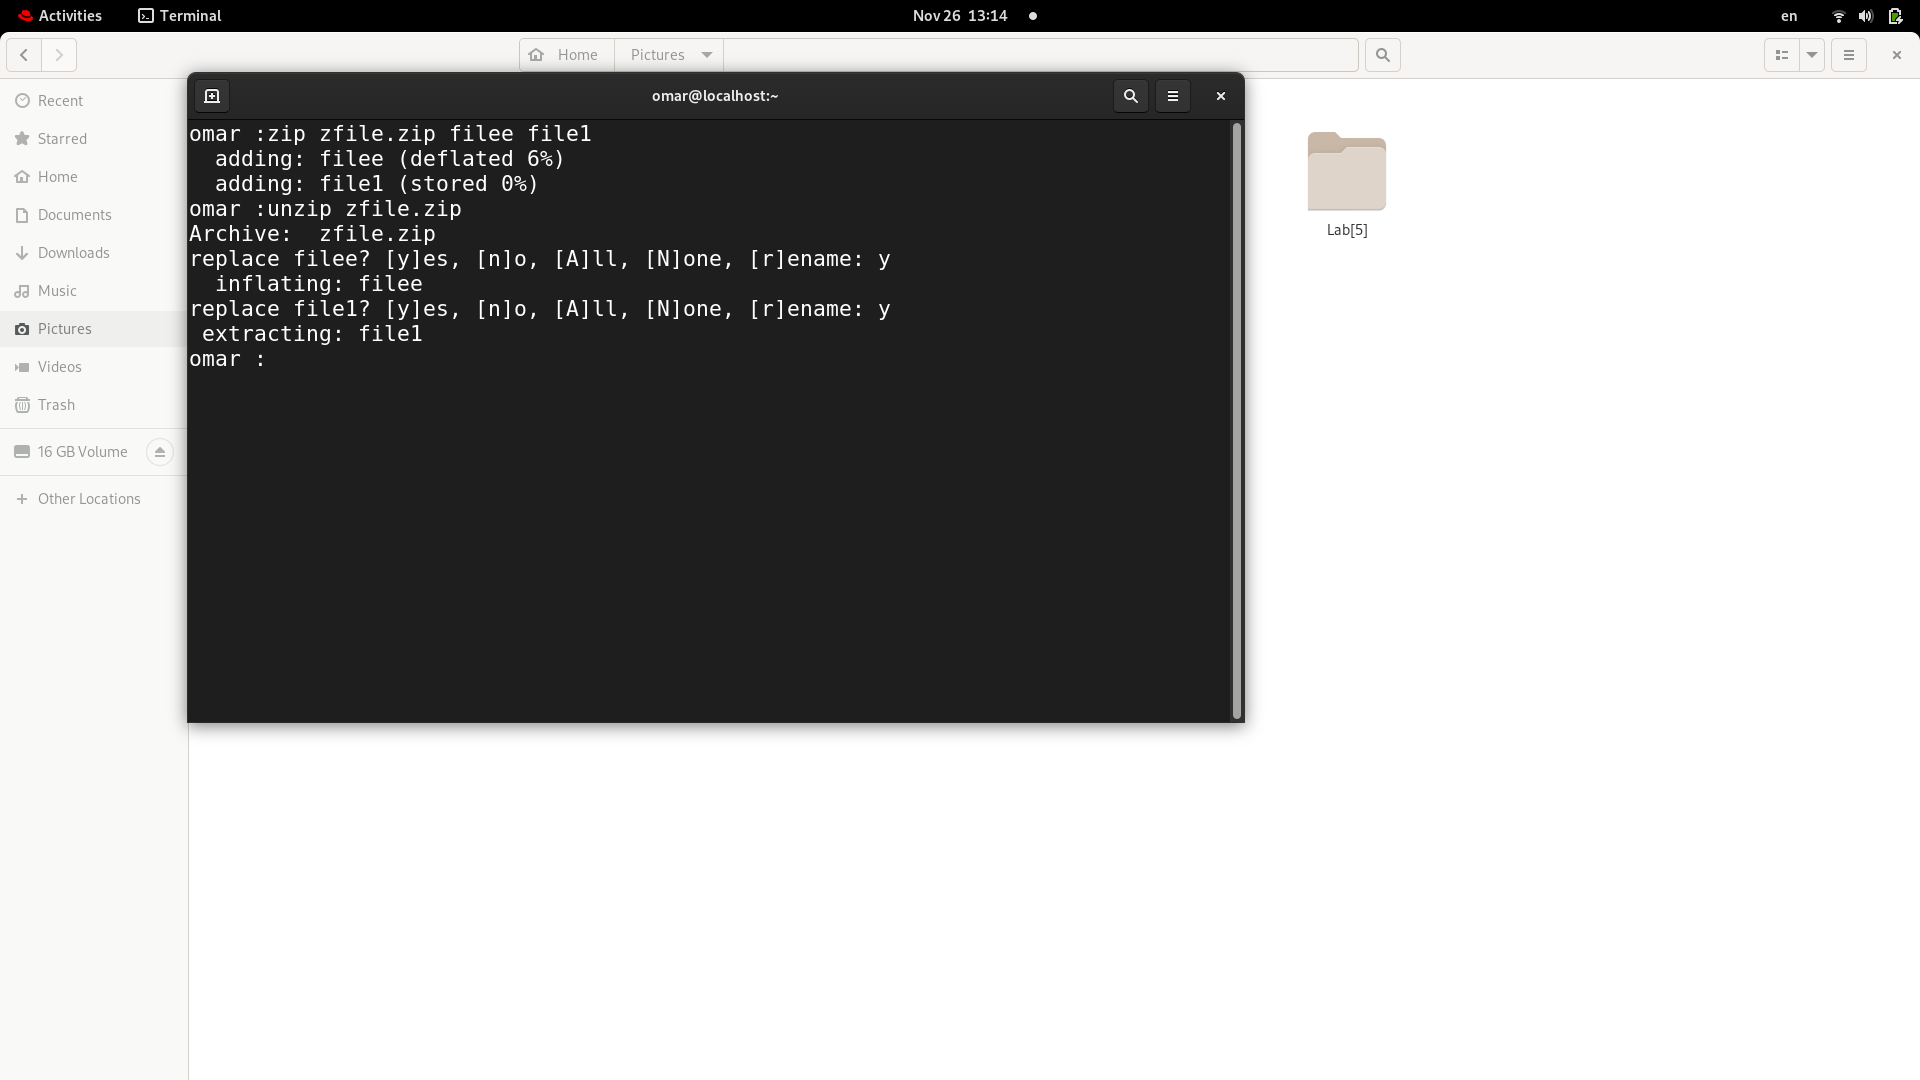 Activities
Terminal
Nov 26 13:14
en
Home
Pictures
Recent
Starred
Home
Documents
Downloads
Music
Pictures
Videos
Trash
16 GB Volume
Other Locations
omar@localhost:~
omar :zip zfile.zip filee file1
adding: filee (deflated 6%)
adding: file1 (stored 0%)
omar :unzip zfile.zip
Archive:  zfile.zip
replace filee? [y]es, [n]o, [A]ll, [N]one, [r]ename: y
inflating: filee
replace file1? [y]es, [n]o, [A]ll, [N]one, [r]ename: y
extracting: file1
omar :
Lab[5]